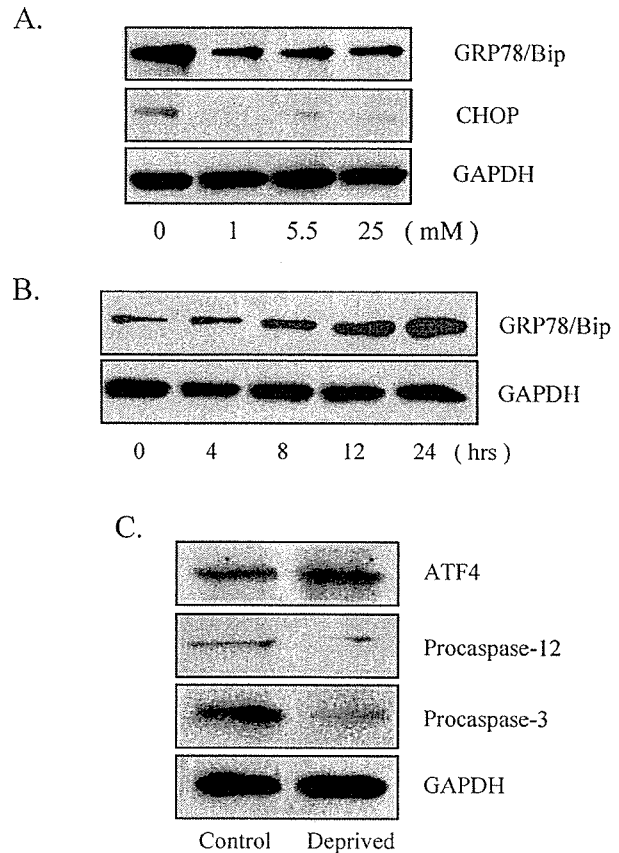 A.
GRP78/Bip
CHOP
GAPDH
0 1 5.5 25 ( mM )
B.
GRP78/Bip
GAPDH
0 4 8 12 24 ( hrs )
C.
ATF4
Procaspase-12
Procaspase-3
GAPDH
Control Deprived